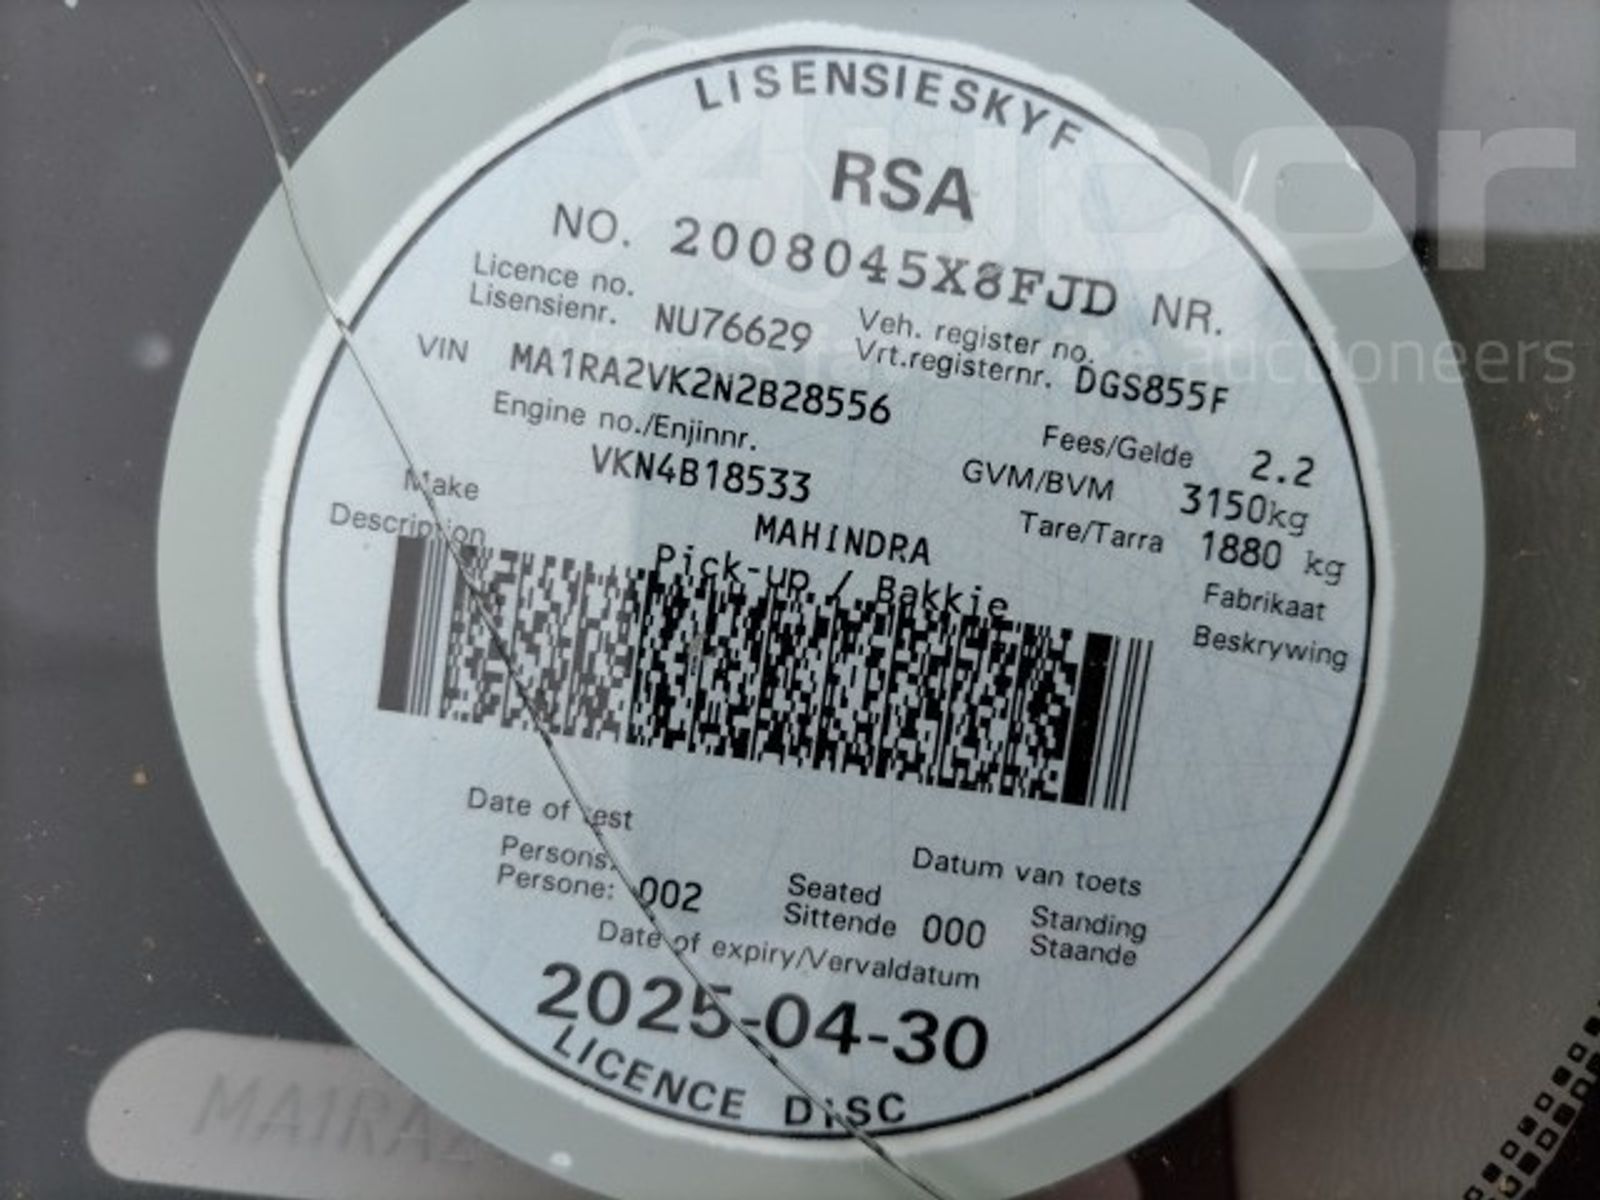 LISENSIESKYF
RSA
NO. 2008045X8FJD NR.
Licence no.
Lisensienr. NU76629
Veh. register no.
Vrt.registernr. DGS855F
VIN MA1RA2VK2N2B28556
Engine no./Enjinnr.
VKN4B18533
Fees/Gelde 2.2
GVM/BVM 3150kg
Tare/Tarra 1880 kg
Make MAHINDRA Fabrikaat
Description Pick-up / Bakkie Beskrywing
Date of test Datum van toets
Persons:
Persone: 002
Seated
Sittende 000
Standing
Staande
Date of expiry/Vervaldatum
2025-04-30
LICENCE DISC
MA1RA2
aucor
auctioneers